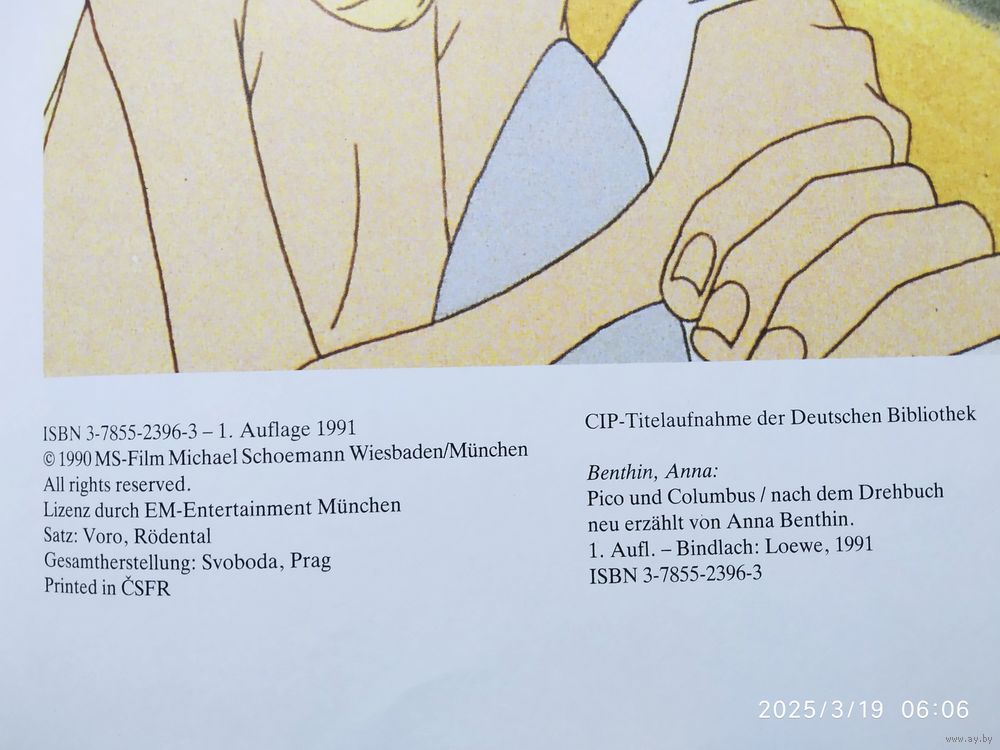 ISBN 3-7855-2396-3 – 1. Auflage 1991
© 1990 MS-Film Michael Schoemann Wiesbaden/München
All rights reserved.
Lizenz durch EM-Entertainment München
Satz: Voro, Rödental
Gesamtherstellung: Svoboda, Prag
Printed in ČSFR
CIP-Titelaufnahme der Deutschen Bibliothek
Benthin, Anna:
Pico und Columbus / nach dem Drehbuch
neu erzählt von Anna Benthin.
1. Aufl. – Bindlach: Loewe, 1991
ISBN 3-7855-2396-3
2025/3/19 06:06
www.ay.by